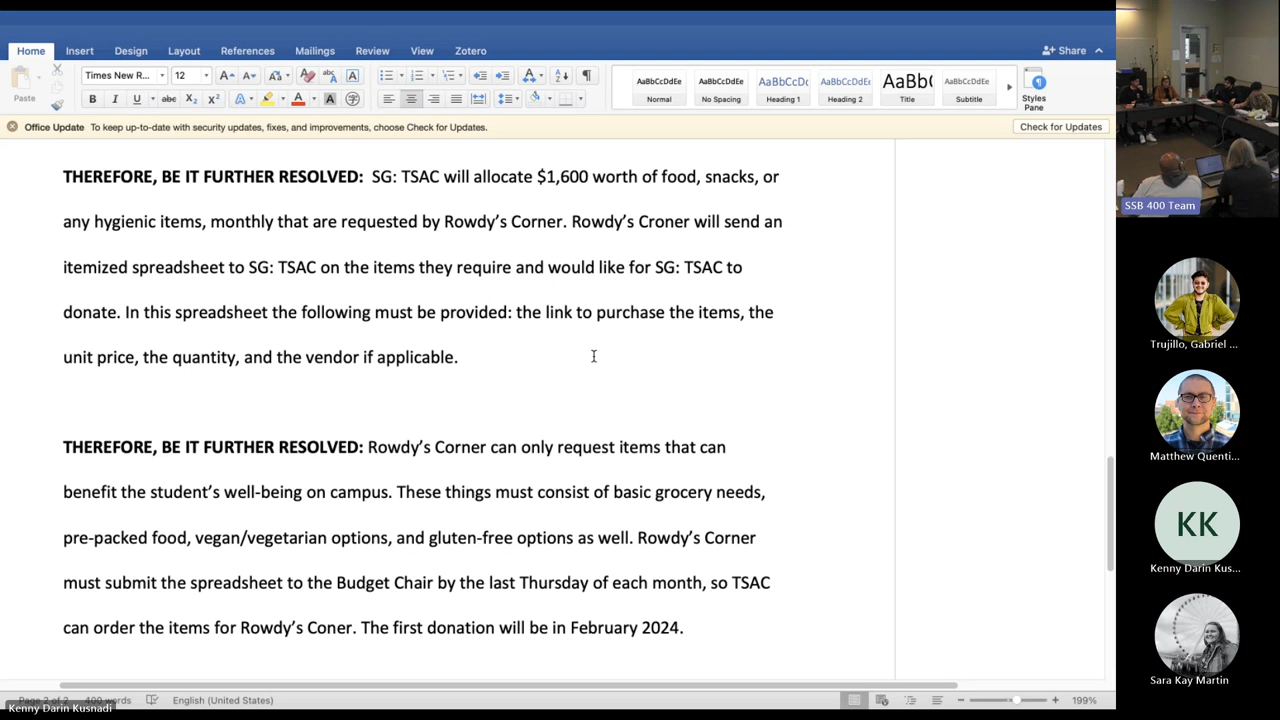 Home Insert Design Layout References Mailings Review View Zotero Share
Times New R... 12
Paste
AaBbCcDdEe AaBbCcDdEe AaBbCcDc AaBbCcDdEe AaBb( AaBbCcDdEe
Normal No Spacing Heading 1 Heading 2 Title Subtitle Styles Pane
Office Update To keep up-to-date with security updates, fixes, and improvements, choose Check for Updates. Check for Updates
THEREFORE, BE IT FURTHER RESOLVED: SG: TSAC will allocate $1,600 worth of food, snacks, or
any hygienic items, monthly that are requested by Rowdy’s Corner. Rowdy’s Croner will send an
itemized spreadsheet to SG: TSAC on the items they require and would like for SG: TSAC to
donate. In this spreadsheet the following must be provided: the link to purchase the items, the
unit price, the quantity, and the vendor if applicable.
THEREFORE, BE IT FURTHER RESOLVED: Rowdy’s Corner can only request items that can
benefit the student’s well-being on campus. These things must consist of basic grocery needs,
pre-packed food, vegan/vegetarian options, and gluten-free options as well. Rowdy’s Corner
must submit the spreadsheet to the Budget Chair by the last Thursday of each month, so TSAC
can order the items for Rowdy’s Coner. The first donation will be in February 2024.
Page 2 of 2 400 words English (United States) 199%
Kenny Darin Kusnadi
SSB 400 Team
Trujillo, Gabriel ...
Matthew Quenti...
KK
Kenny Darin Kus...
Sara Kay Martin